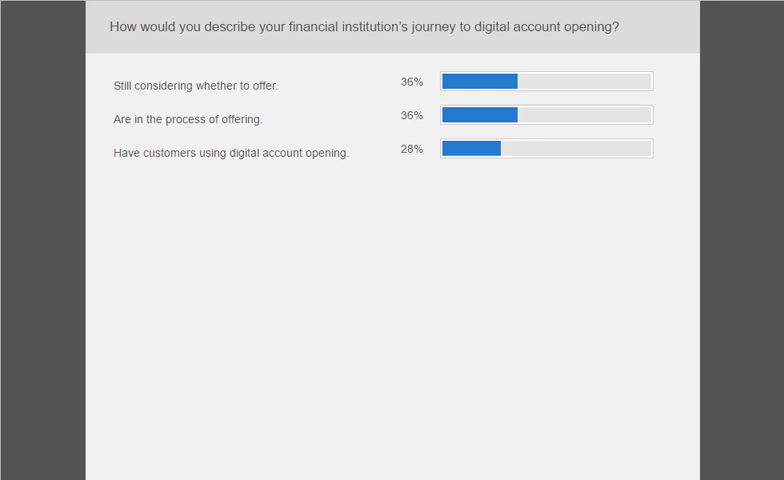 How would you describe your financial institution’s journey to digital account opening?
Still considering whether to offer. 36%
Are in the process of offering. 36%
Have customers using digital account opening. 28%